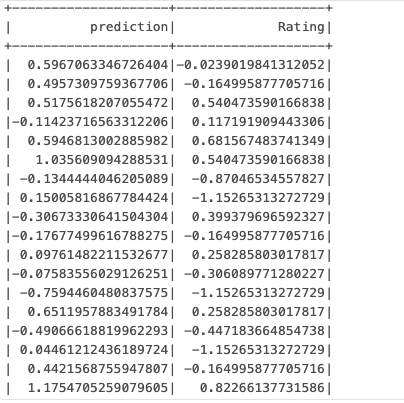 +--------------------+--------------------+
|          prediction|              Rating|
+--------------------+--------------------+
|  0.5967063346726404|-0.0239019841312052|
|  0.4957309759367706| -0.164995877705716|
|  0.5175618207055472|  0.540473590166838|
|-0.11423716563312206|  0.117191909443306|
|  0.5946813002885982|  0.681567483741349|
|   1.035609094288531|  0.540473590166838|
| -0.1344444046205089|  -0.87046534557827|
| 0.15005816867784424|  -1.15265313272729|
|-0.30673330641504304|  0.399379696592327|
|-0.17677499616788275| -0.164995877705716|
| 0.09761482211532677|  0.258285803017817|
|-0.07583556029126251| -0.306089771280227|
| -0.7594460480837575|  -1.15265313272729|
|  0.6511957883491784|  0.258285803017817|
|-0.49066618819962293| -0.447183664854738|
| 0.04461212436189724|  -1.15265313272729|
|  0.4421568755947807| -0.164995877705716|
|  1.1754705259079605|   0.82266137731586|